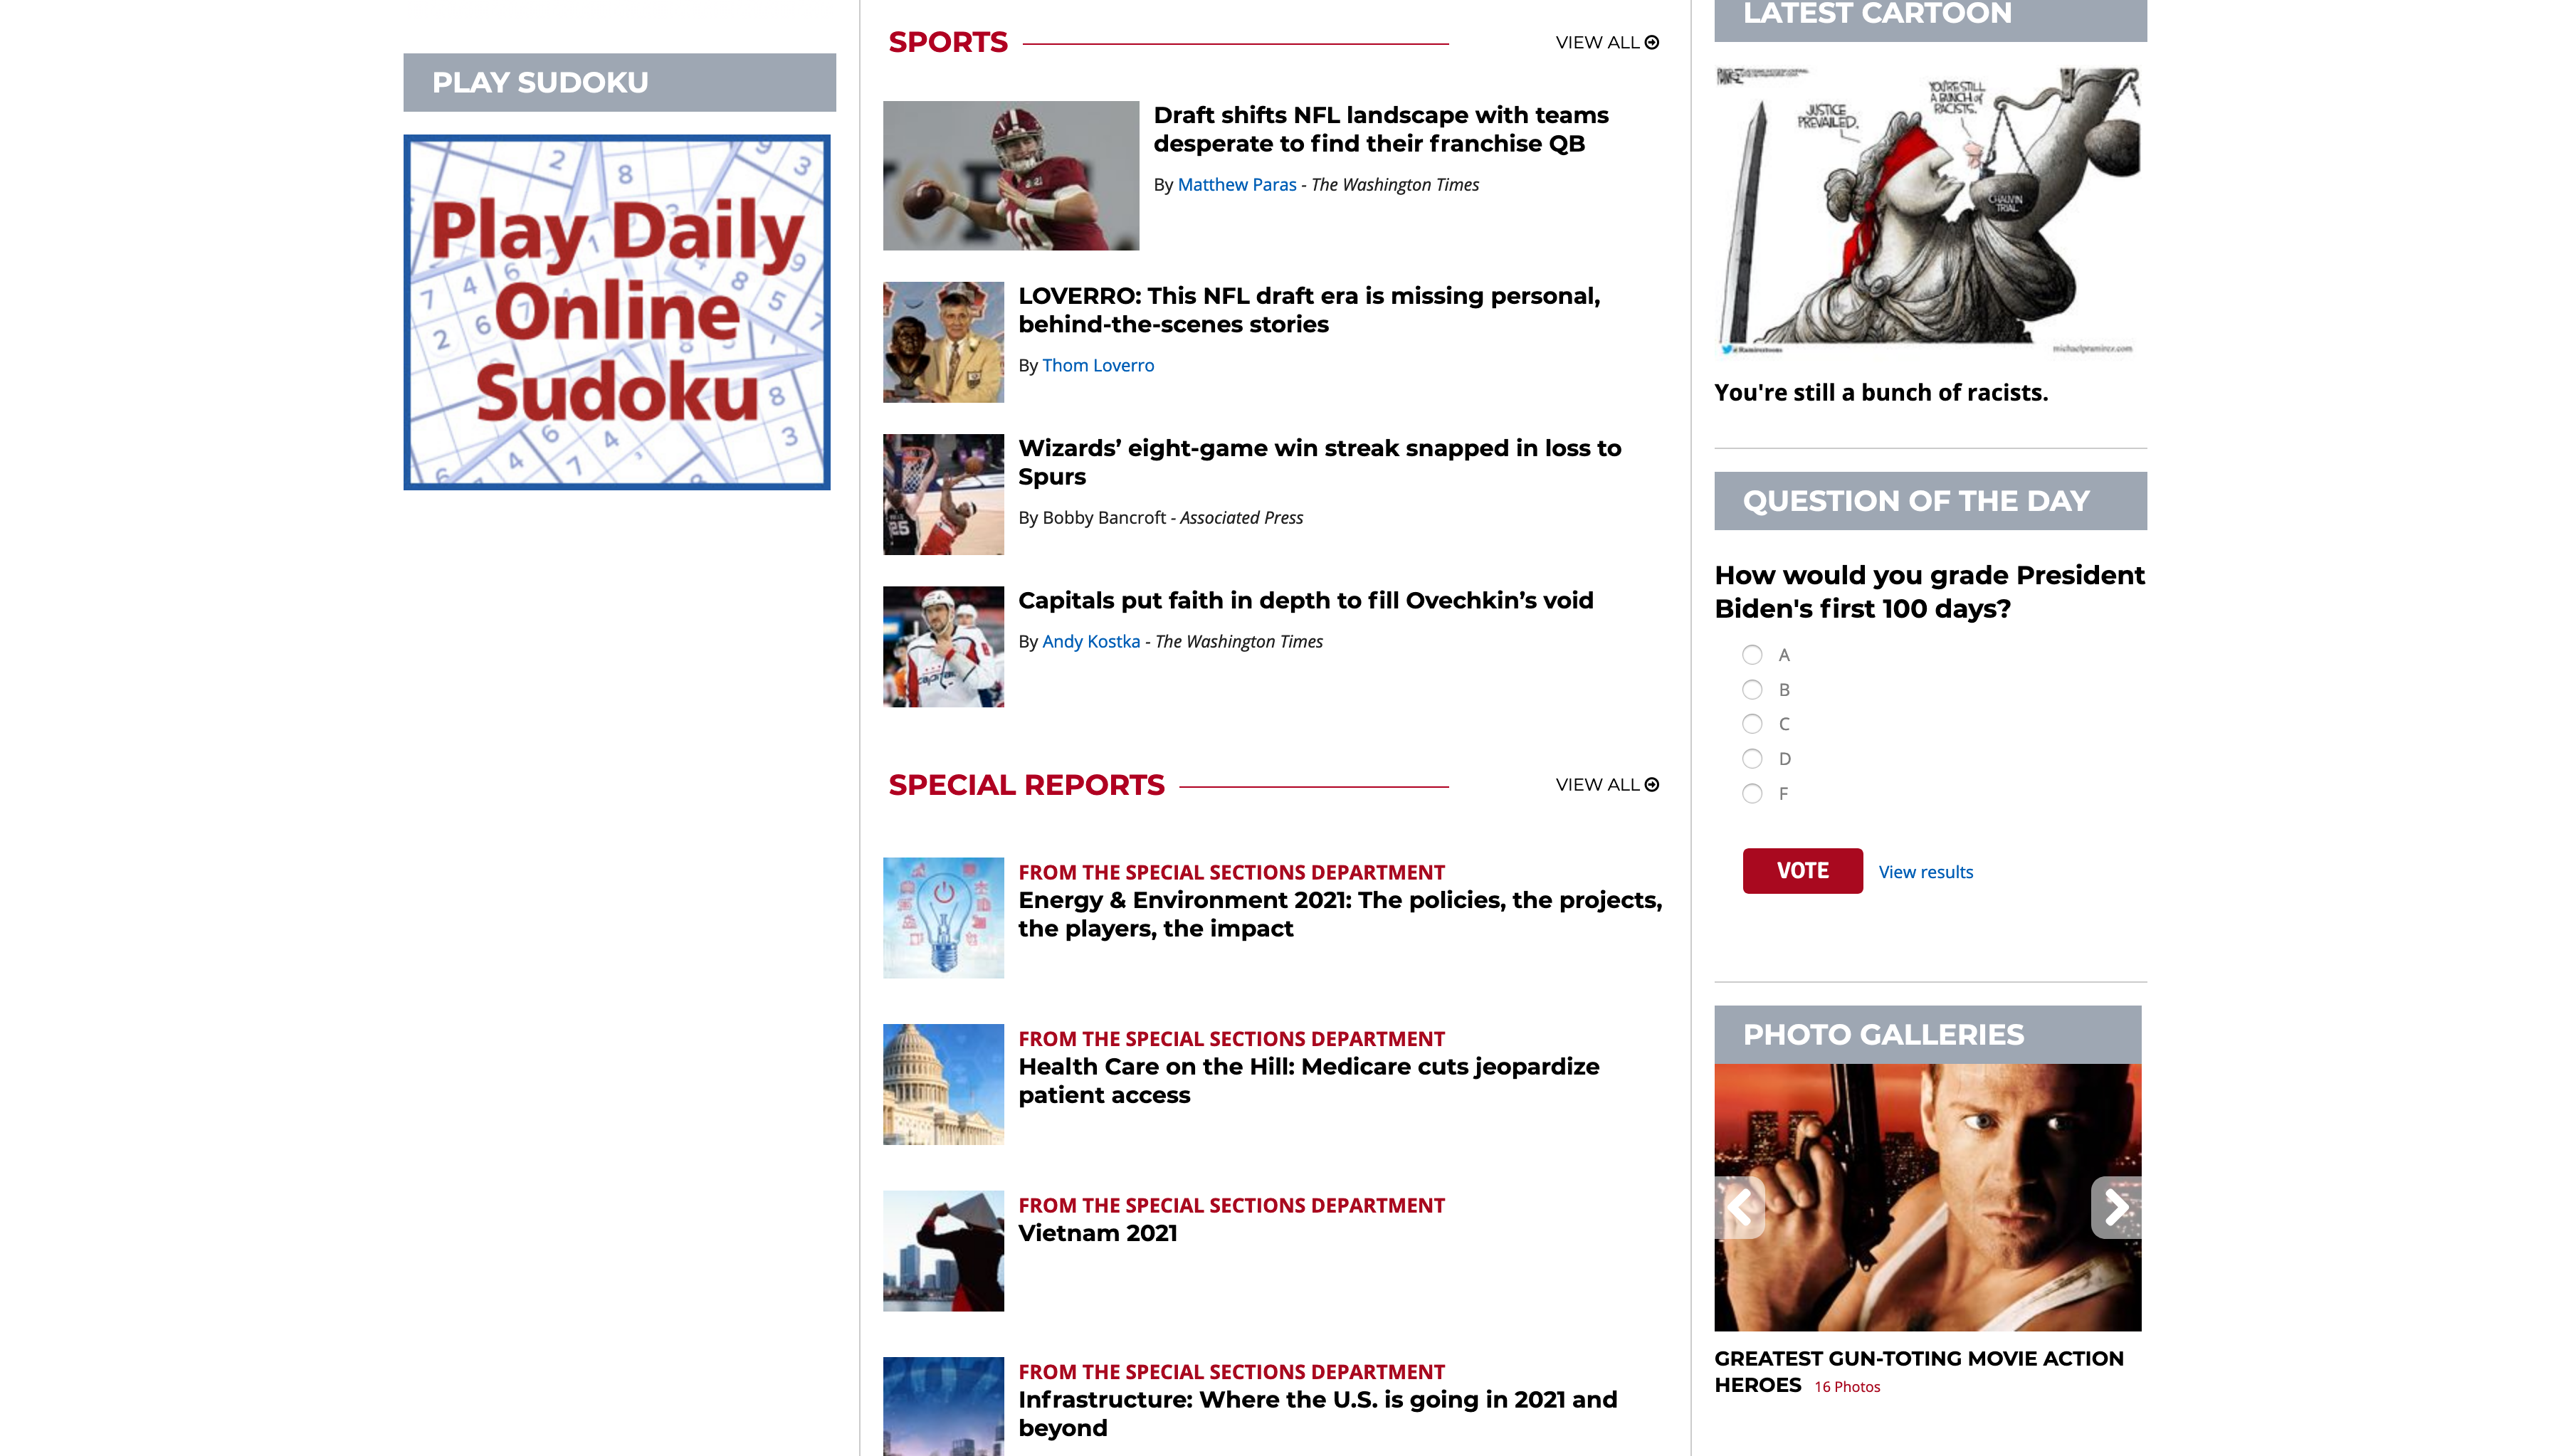 PLAY SUDOKU
Play Daily
Online
Sudoku
SPORTS
VIEW ALL
Draft shifts NFL landscape with teams
desperate to find their franchise QB
By Matthew Paras - The Washington Times
LOVERRO: This NFL draft era is missing personal,
behind-the-scenes stories
By Thom Loverro
Wizards’ eight-game win streak snapped in loss to
Spurs
By Bobby Bancroft - Associated Press
Capitals put faith in depth to fill Ovechkin’s void
By Andy Kostka - The Washington Times
SPECIAL REPORTS
VIEW ALL
FROM THE SPECIAL SECTIONS DEPARTMENT
Energy & Environment 2021: The policies, the projects,
the players, the impact
FROM THE SPECIAL SECTIONS DEPARTMENT
Health Care on the Hill: Medicare cuts jeopardize
patient access
FROM THE SPECIAL SECTIONS DEPARTMENT
Vietnam 2021
FROM THE SPECIAL SECTIONS DEPARTMENT
Infrastructure: Where the U.S. is going in 2021 and
beyond
LATEST CARTOON
JUSTICE
PREVAILED.
YOU'RE STILL
A BUNCH of
RACISTS.
CHAUVIN
TRIAL
michaelpramirez.com
You're still a bunch of racists.
QUESTION OF THE DAY
How would you grade President
Biden's first 100 days?
A
B
C
D
F
VOTE
View results
PHOTO GALLERIES
GREATEST GUN-TOTING MOVIE ACTION
HEROES 16 Photos